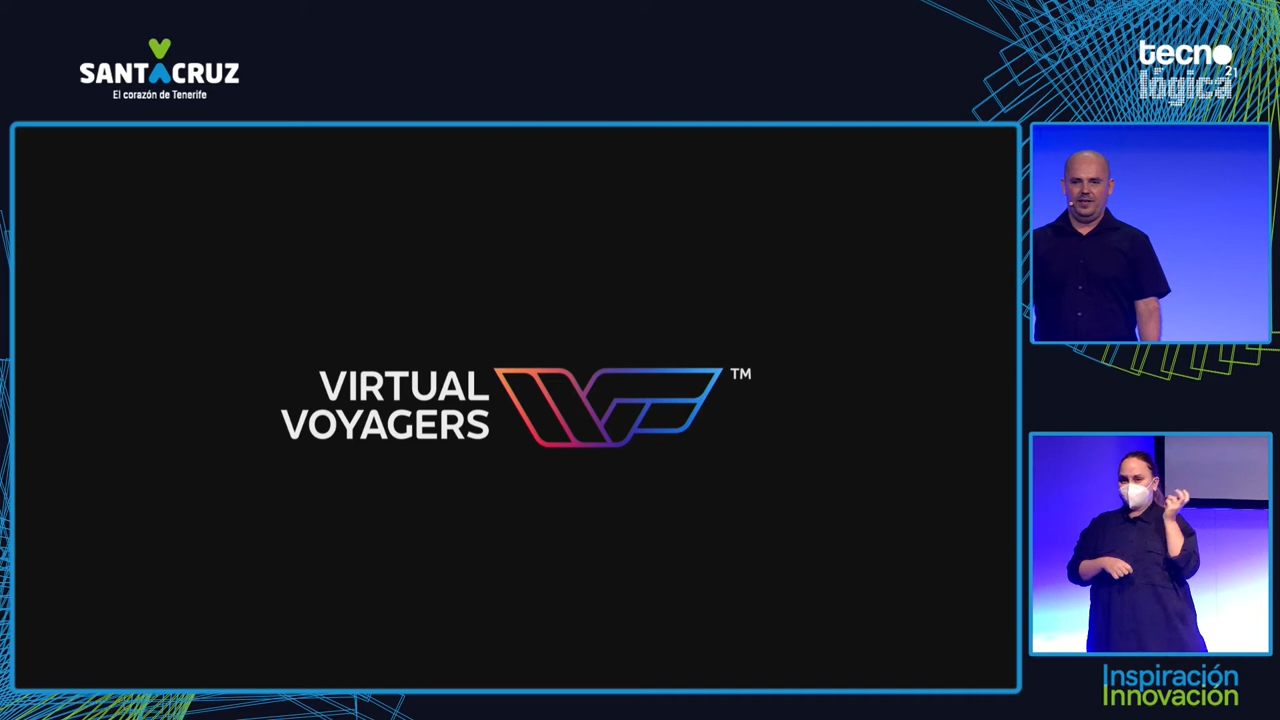 SANTACRUZ
El corazón de Tenerife
tecno
lógica
21
VIRTUAL
VOYAGERS
TM
Inspiración
Innovación